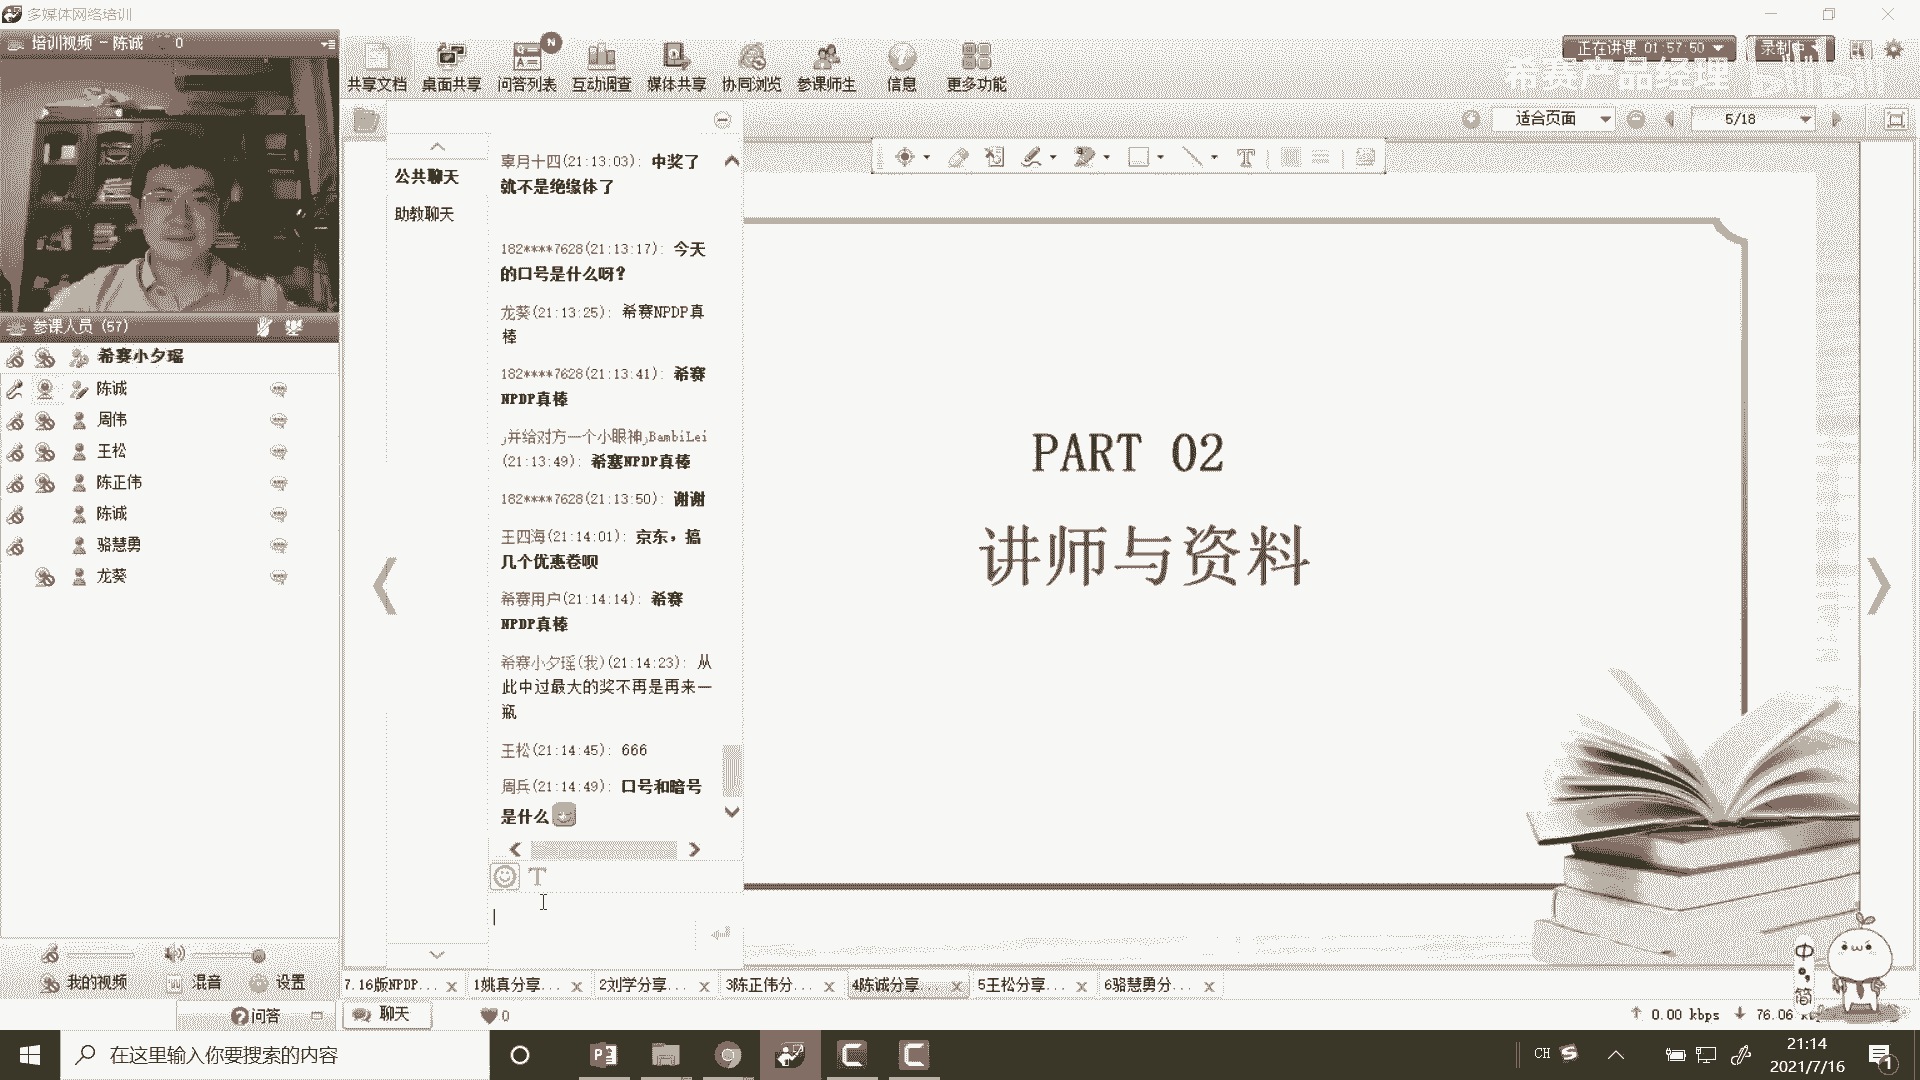 多媒体网络培训
培训视频 - 陈诚 0
共享文档
桌面共享
问答列表
N
互动调查
媒体共享
协同浏览
参课师生
信息
更多功能
正在讲课 01:57:50
录制中
希赛产品经理 bilibili
适合页面
5/18
公共聊天
助教聊天
辜月十四(21:13:03): 中奖了
就不是绝缘体了
182****7628(21:13:17): 今天
的口号是什么呀?
龙葵(21:13:25): 希赛NPDP真
棒
182****7628(21:13:41): 希赛
NPDP真棒
并给对方一个小眼神 BambiLei
(21:13:49): 希塞NPDP真棒
182****7628(21:13:50): 谢谢
王四海(21:14:01): 京东，搞
几个优惠卷呗
希赛用户(21:14:14): 希赛
NPDP真棒
希赛小夕瑶(我)(21:14:23): 从
此中过最大的奖不再是再来一
瓶
王松(21:14:45): 666
周兵(21:14:49): 口号和暗号
是什么
参课人员 (57)
希赛小夕瑶
陈诚
周伟
王松
陈正伟
陈诚
骆慧勇
龙葵
PART 02
讲师与资料
我的视频
混音
设置
7.16版NPDP...
1姚真分享...
2刘学分享...
3陈正伟分...
4陈诚分享...
5王松分享...
6骆慧勇分...
问答
聊天
0
0.00 kbps
76.06
中
简
在这里输入你要搜索的内容
CH
21:14
2021/7/16
1